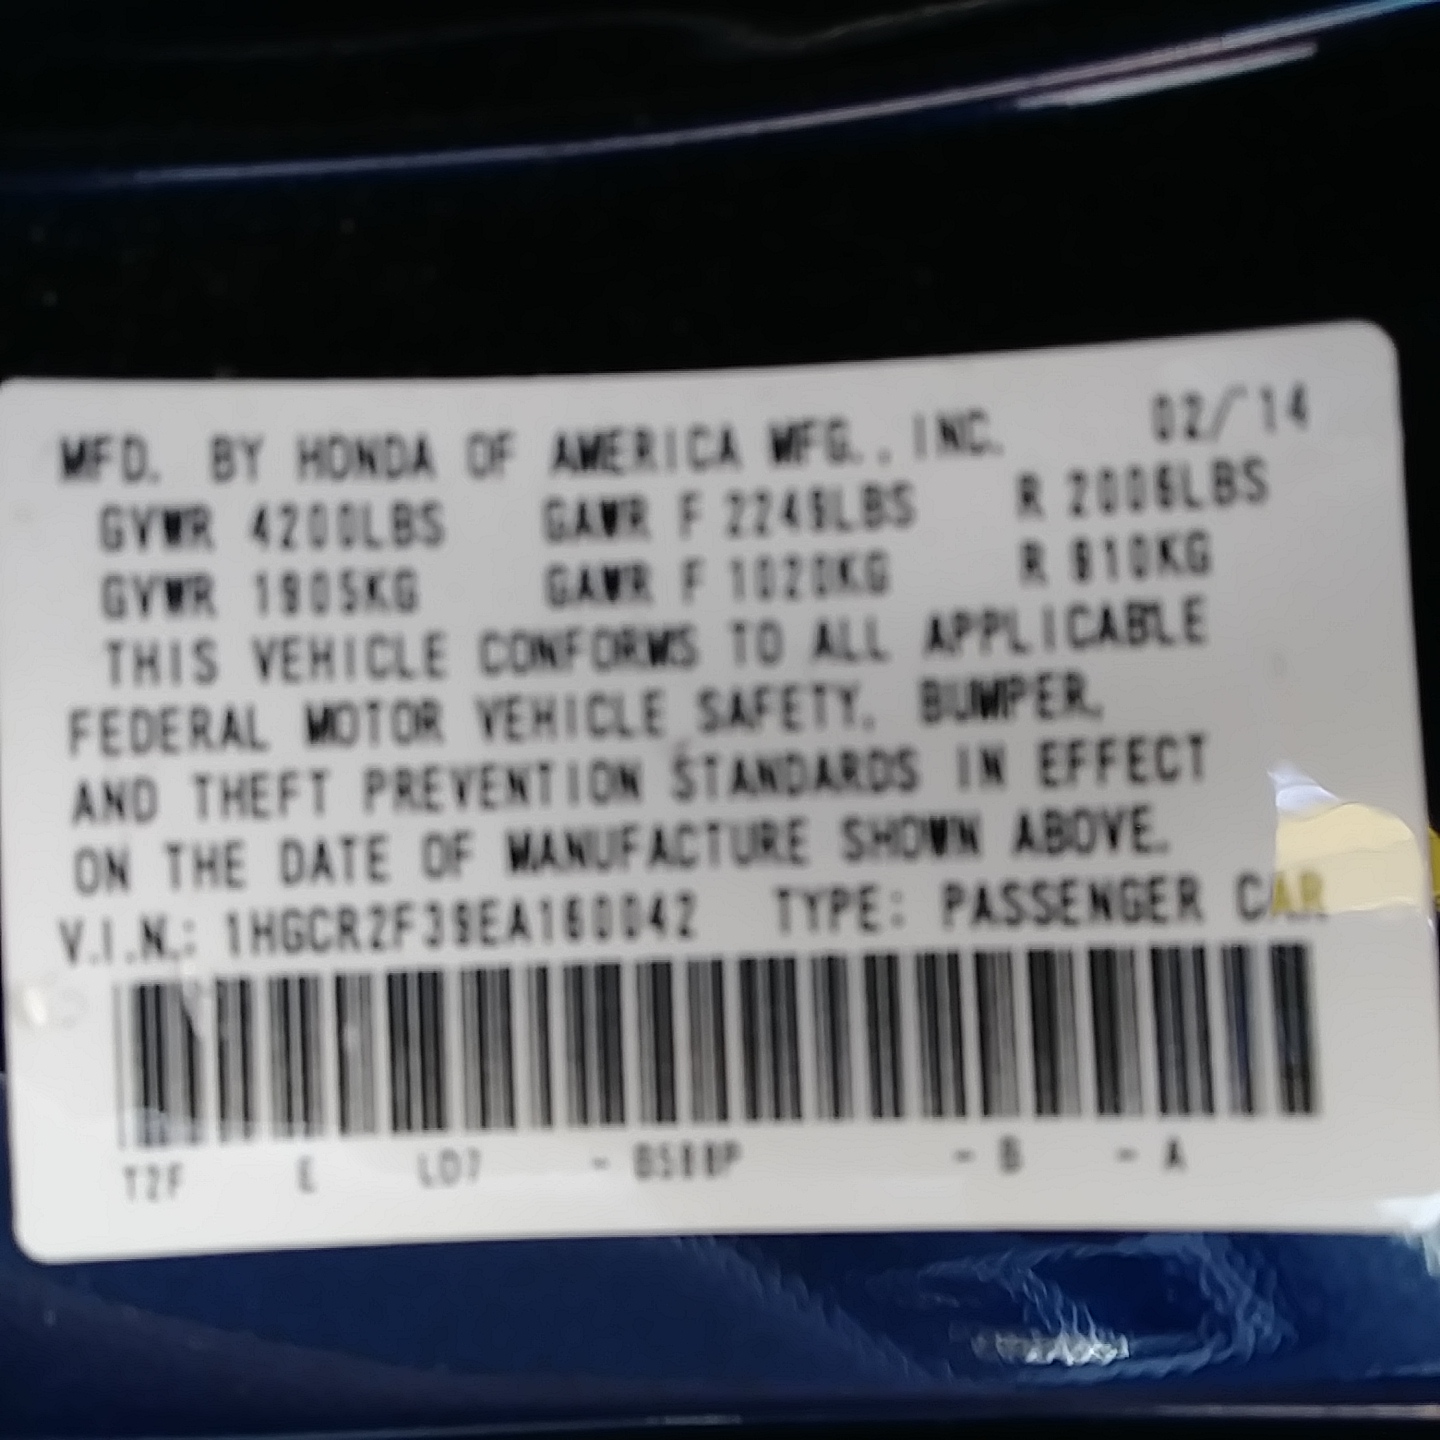 MFD. BY HONDA OF AMERICA MFG., INC. 02/14
GVWR 4200LBS GAWR F 2249LBS R 2006LBS
GVWR 1905KG GAWR F 1020KG R 910KG
THIS VEHICLE CONFORMS TO ALL APPLICABLE
FEDERAL MOTOR VEHICLE SAFETY, BUMPER,
AND THEFT PREVENTION STANDARDS IN EFFECT
ON THE DATE OF MANUFACTURE SHOWN ABOVE.
V.I.N.: 1HGCR2F39EA160042 TYPE: PASSENGER CAR
T2F E LD7 - B588P - B - A